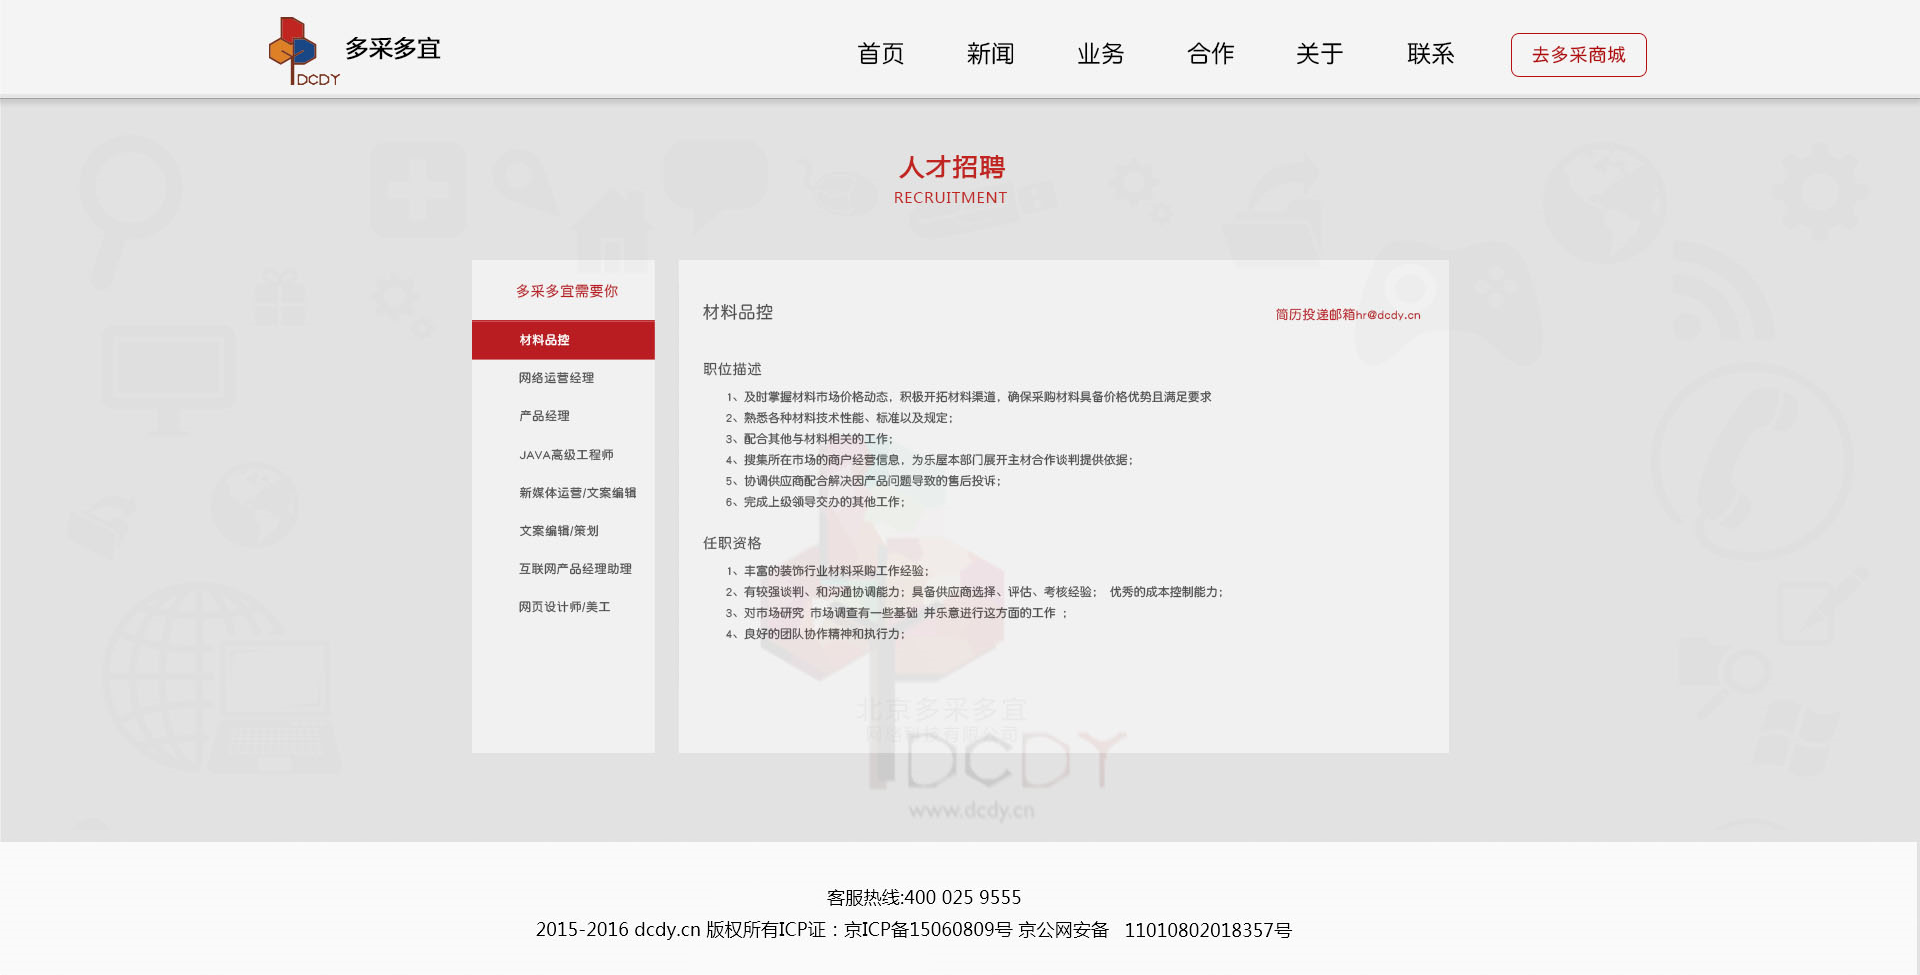 DCDY
多采多宜
首页 新闻 业务 合作 关于 联系 去多采商城
人才招聘
RECRUITMENT
多采多宜需要你
材料品控
网络运营经理
产品经理
JAVA高级工程师
新媒体运营/文案编辑
文案编辑/策划
互联网产品经理助理
网页设计师/美工
材料品控
简历投递邮箱hr@dcdy.cn
职位描述
1、及时掌握材料市场价格动态，积极开拓材料渠道，确保采购材料具备价格优势且满足要求
2、熟悉各种材料技术性能、标准以及规定；
3、配合其他与材料相关的工作；
4、搜集所在市场的商户经营信息，为乐屋本部门展开主材合作谈判提供依据；
5、协调供应商配合解决因产品问题导致的售后投诉；
6、完成上级领导交办的其他工作；
任职资格
1、丰富的装饰行业材料采购工作经验；
2、有较强谈判、和沟通协调能力；具备供应商选择、评估、考核经验； 优秀的成本控制能力；
3、对市场研究 市场调查有一些基础 并乐意进行这方面的工作 ；
4、良好的团队协作精神和执行力；
北京多采多宜
网络科技有限公司
DCDY
www.dcdy.cn
客服热线:400 025 9555
2015-2016 dcdy.cn 版权所有ICP证：京ICP备15060809号 京公网安备 11010802018357号